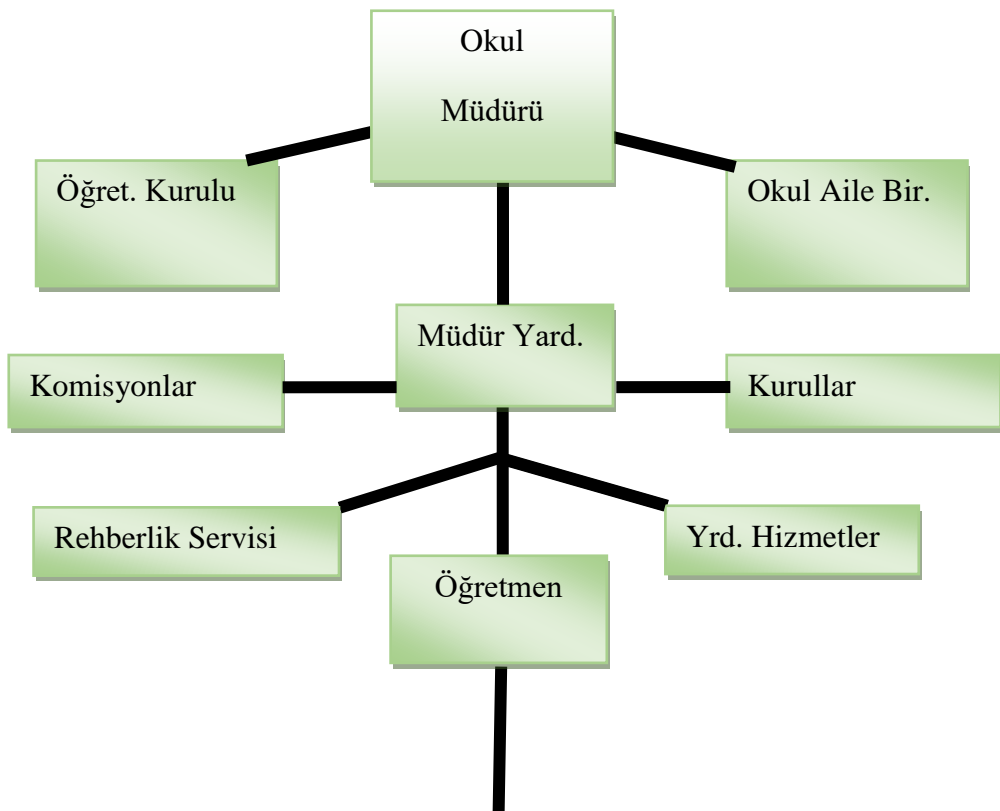 Okul
Müdürü
Öğret. Kurulu
Okul Aile Bir.
Müdür Yard.
Komisyonlar
Kurullar
Rehberlik Servisi
Yrd. Hizmetler
Öğretmen